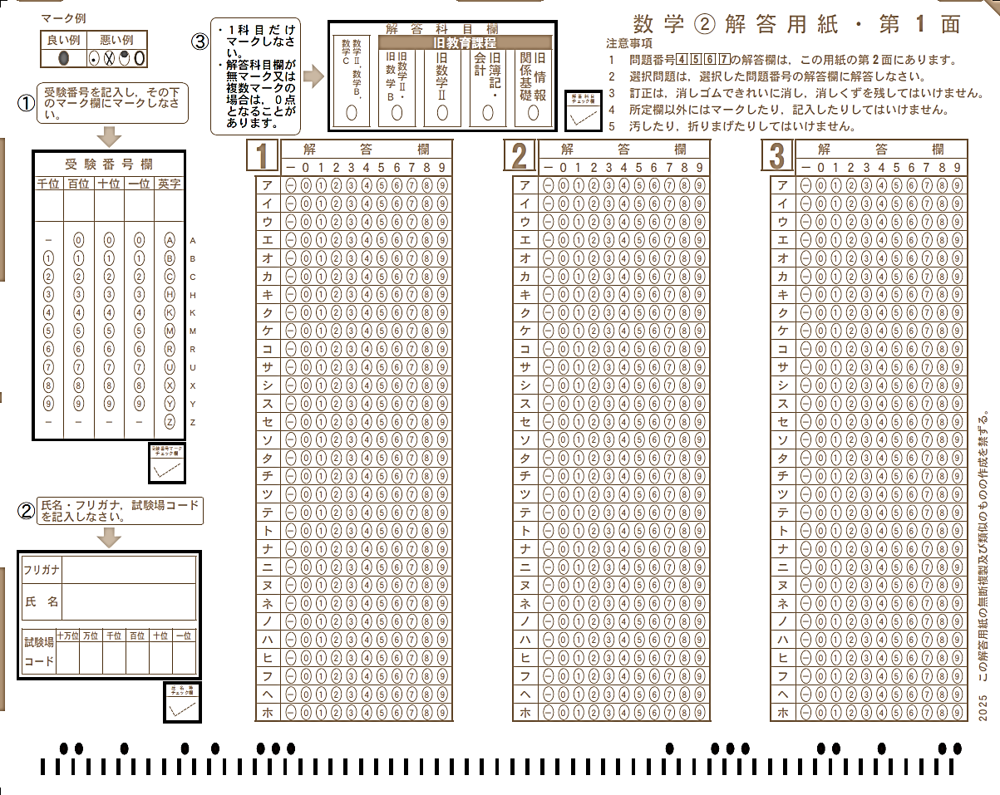 マーク例
良い例 悪い例
① 受験番号を記入し，その下
のマーク欄にマークしなさ
い。
受験番号欄
千位 百位 十位 一位 英字
－ 0 0 0 A A
1 1 1 1 B B
2 2 2 2 C C
3 3 3 3 H H
4 4 4 4 K K
5 5 5 5 M M
6 6 6 6 R R
7 7 7 7 U U
8 8 8 8 X X
9 9 9 9 Y Y
－ － － － Z Z
受験番号マーク
チェック欄
② 氏名・フリガナ，試験場コード
を記入しなさい。
フリガナ
氏 名
試験場
コード
十万位 万位 千位 百位 十位 一位
氏名等
チェック欄
③ ・１科目だけ
マークしなさ
い。
・解答科目欄が
無マーク又は
複数マークの
場合は，０点
となることが
あります。
解答科目欄
旧教育課程
数学Ⅱ，数学Ｂ，
数学Ｃ
旧数学Ⅱ・
旧数学Ｂ
旧数学Ⅱ
旧簿記・
会計
旧情報
関係基礎
解答科目
チェック欄
数学②解答用紙・第１面
注意事項
1 問題番号4 5 6 7の解答欄は，この用紙の第２面にあります。
2 選択問題は，選択した問題番号の解答欄に解答しなさい。
3 訂正は，消しゴムできれいに消し，消しくずを残してはいけません。
4 所定欄以外にはマークしたり，記入したりしてはいけません。
5 汚したり，折りまげたりしてはいけません。
1 解答欄
－ 0 1 2 3 4 5 6 7 8 9
ア － 0 1 2 3 4 5 6 7 8 9
イ － 0 1 2 3 4 5 6 7 8 9
ウ － 0 1 2 3 4 5 6 7 8 9
エ － 0 1 2 3 4 5 6 7 8 9
オ － 0 1 2 3 4 5 6 7 8 9
カ － 0 1 2 3 4 5 6 7 8 9
キ － 0 1 2 3 4 5 6 7 8 9
ク － 0 1 2 3 4 5 6 7 8 9
ケ － 0 1 2 3 4 5 6 7 8 9
コ － 0 1 2 3 4 5 6 7 8 9
サ － 0 1 2 3 4 5 6 7 8 9
シ － 0 1 2 3 4 5 6 7 8 9
ス － 0 1 2 3 4 5 6 7 8 9
セ － 0 1 2 3 4 5 6 7 8 9
ソ － 0 1 2 3 4 5 6 7 8 9
タ － 0 1 2 3 4 5 6 7 8 9
チ － 0 1 2 3 4 5 6 7 8 9
ツ － 0 1 2 3 4 5 6 7 8 9
テ － 0 1 2 3 4 5 6 7 8 9
ト － 0 1 2 3 4 5 6 7 8 9
ナ － 0 1 2 3 4 5 6 7 8 9
ニ － 0 1 2 3 4 5 6 7 8 9
ヌ － 0 1 2 3 4 5 6 7 8 9
ネ － 0 1 2 3 4 5 6 7 8 9
ノ － 0 1 2 3 4 5 6 7 8 9
ハ － 0 1 2 3 4 5 6 7 8 9
ヒ － 0 1 2 3 4 5 6 7 8 9
フ － 0 1 2 3 4 5 6 7 8 9
ヘ － 0 1 2 3 4 5 6 7 8 9
ホ － 0 1 2 3 4 5 6 7 8 9
2 解答欄
－ 0 1 2 3 4 5 6 7 8 9
ア － 0 1 2 3 4 5 6 7 8 9
イ － 0 1 2 3 4 5 6 7 8 9
ウ － 0 1 2 3 4 5 6 7 8 9
エ － 0 1 2 3 4 5 6 7 8 9
オ － 0 1 2 3 4 5 6 7 8 9
カ － 0 1 2 3 4 5 6 7 8 9
キ － 0 1 2 3 4 5 6 7 8 9
ク － 0 1 2 3 4 5 6 7 8 9
ケ － 0 1 2 3 4 5 6 7 8 9
コ － 0 1 2 3 4 5 6 7 8 9
サ － 0 1 2 3 4 5 6 7 8 9
シ － 0 1 2 3 4 5 6 7 8 9
ス － 0 1 2 3 4 5 6 7 8 9
セ － 0 1 2 3 4 5 6 7 8 9
ソ － 0 1 2 3 4 5 6 7 8 9
タ － 0 1 2 3 4 5 6 7 8 9
チ － 0 1 2 3 4 5 6 7 8 9
ツ － 0 1 2 3 4 5 6 7 8 9
テ － 0 1 2 3 4 5 6 7 8 9
ト － 0 1 2 3 4 5 6 7 8 9
ナ － 0 1 2 3 4 5 6 7 8 9
ニ － 0 1 2 3 4 5 6 7 8 9
ヌ － 0 1 2 3 4 5 6 7 8 9
ネ － 0 1 2 3 4 5 6 7 8 9
ノ － 0 1 2 3 4 5 6 7 8 9
ハ － 0 1 2 3 4 5 6 7 8 9
ヒ － 0 1 2 3 4 5 6 7 8 9
フ － 0 1 2 3 4 5 6 7 8 9
ヘ － 0 1 2 3 4 5 6 7 8 9
ホ － 0 1 2 3 4 5 6 7 8 9
3 解答欄
－ 0 1 2 3 4 5 6 7 8 9
ア － 0 1 2 3 4 5 6 7 8 9
イ － 0 1 2 3 4 5 6 7 8 9
ウ － 0 1 2 3 4 5 6 7 8 9
エ － 0 1 2 3 4 5 6 7 8 9
オ － 0 1 2 3 4 5 6 7 8 9
カ － 0 1 2 3 4 5 6 7 8 9
キ － 0 1 2 3 4 5 6 7 8 9
ク － 0 1 2 3 4 5 6 7 8 9
ケ － 0 1 2 3 4 5 6 7 8 9
コ － 0 1 2 3 4 5 6 7 8 9
サ － 0 1 2 3 4 5 6 7 8 9
シ － 0 1 2 3 4 5 6 7 8 9
ス － 0 1 2 3 4 5 6 7 8 9
セ － 0 1 2 3 4 5 6 7 8 9
ソ － 0 1 2 3 4 5 6 7 8 9
タ － 0 1 2 3 4 5 6 7 8 9
チ － 0 1 2 3 4 5 6 7 8 9
ツ － 0 1 2 3 4 5 6 7 8 9
テ － 0 1 2 3 4 5 6 7 8 9
ト － 0 1 2 3 4 5 6 7 8 9
ナ － 0 1 2 3 4 5 6 7 8 9
ニ － 0 1 2 3 4 5 6 7 8 9
ヌ － 0 1 2 3 4 5 6 7 8 9
ネ － 0 1 2 3 4 5 6 7 8 9
ノ － 0 1 2 3 4 5 6 7 8 9
ハ － 0 1 2 3 4 5 6 7 8 9
ヒ － 0 1 2 3 4 5 6 7 8 9
フ － 0 1 2 3 4 5 6 7 8 9
ヘ － 0 1 2 3 4 5 6 7 8 9
ホ － 0 1 2 3 4 5 6 7 8 9
2025 この解答用紙の無断複製及び類似のものの作成を禁ずる。